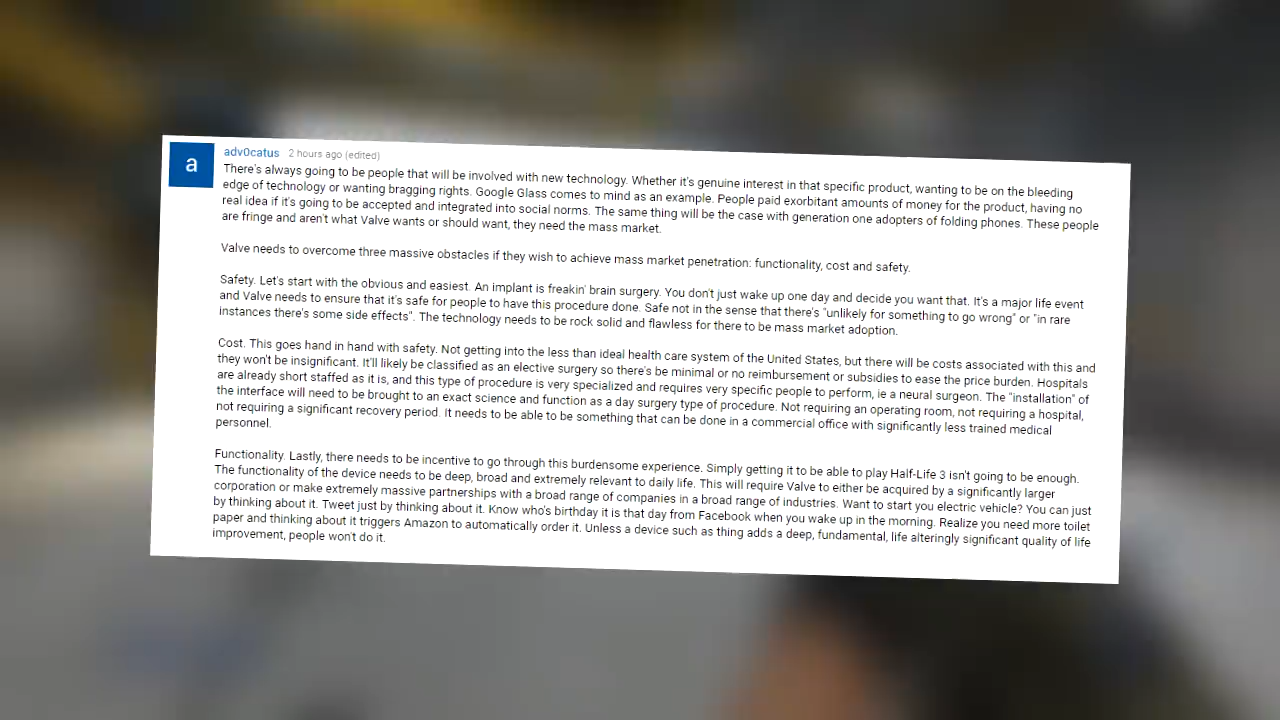 a
adv0catus 2 hours ago (edited)
There's always going to be people that will be involved with new technology. Whether it's genuine interest in that specific product, wanting to be on the bleeding
edge of technology or wanting bragging rights. Google Glass comes to mind as an example. People paid exorbitant amounts of money for the product, having no
real idea if it's going to be accepted and integrated into social norms. The same thing will be the case with generation one adopters of folding phones. These people
are fringe and aren't what Valve wants or should want, they need the mass market.
Valve needs to overcome three massive obstacles if they wish to achieve mass market penetration: functionality, cost and safety.
Safety. Let's start with the obvious and easiest. An implant is freakin' brain surgery. You don't just wake up one day and decide you want that. It's a major life event
and Valve needs to ensure that it's safe for people to have this procedure done. Safe not in the sense that there's "unlikely for something to go wrong" or "in rare
instances there's some side effects". The technology needs to be rock solid and flawless for there to be mass market adoption.
Cost. This goes hand in hand with safety. Not getting into the less than ideal health care system of the United States, but there will be costs associated with this and
they won't be insignificant. It'll likely be classified as an elective surgery so there's be minimal or no reimbursement or subsidies to ease the price burden. Hospitals
are already short staffed as it is, and this type of procedure is very specialized and requires very specific people to perform, ie a neural surgeon. The "installation" of
the interface will need to be brought to an exact science and function as a day surgery type of procedure. Not requiring an operating room, not requiring a hospital,
not requiring a significant recovery period. It needs to be able to be something that can be done in a commercial office with significantly less trained medical
personnel.
Functionality. Lastly, there needs to be incentive to go through this burdensome experience. Simply getting it to be able to play Half-Life 3 isn't going to be enough.
The functionality of the device needs to be deep, broad and extremely relevant to daily life. This will require Valve to either be acquired by a significantly larger
corporation or make extremely massive partnerships with a broad range of companies in a broad range of industries. Want to start you electric vehicle? You can just
by thinking about it. Tweet just by thinking about it. Know who's birthday it is that day from Facebook when you wake up in the morning. Realize you need more toilet
paper and thinking about it triggers Amazon to automatically order it. Unless a device such as thing adds a deep, fundamental, life alteringly significant quality of life
improvement, people won't do it.